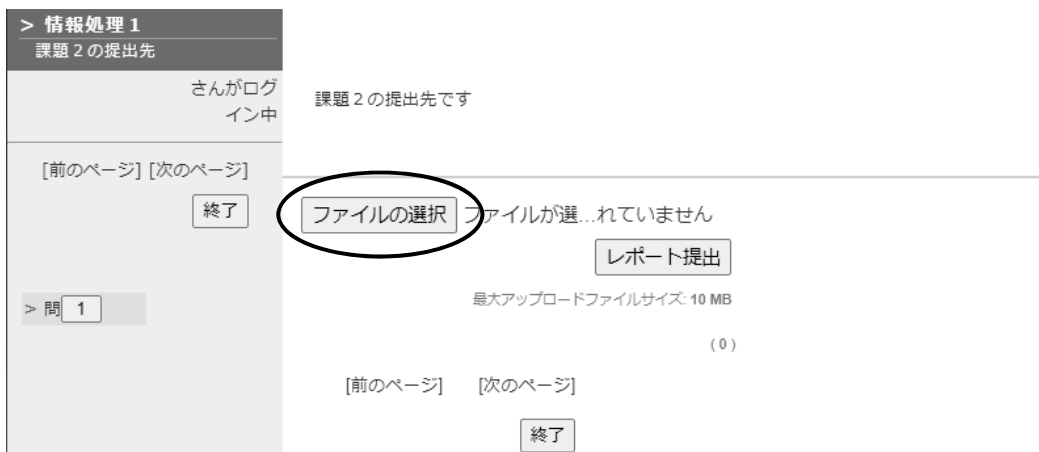 > 情報処理1
課題2の提出先
さんがログ
イン中
[前のページ] [次のページ]
終了
> 問 1
課題2の提出先です
ファイルの選択 ファイルが選...れていません
レポート提出
最大アップロードファイルサイズ: 10 MB
( 0 )
[前のページ] [次のページ]
終了